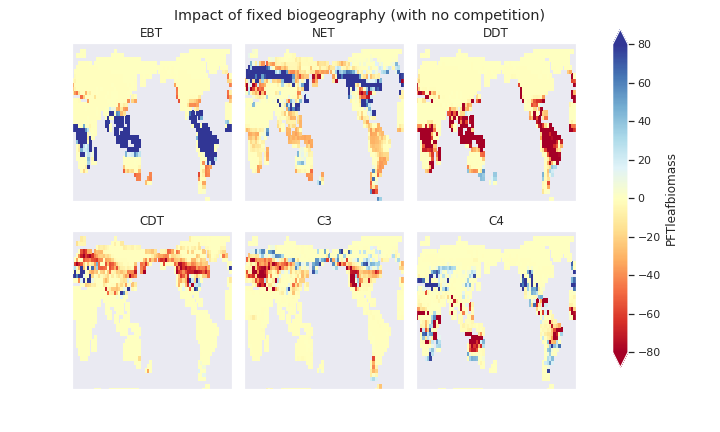 Impact of fixed biogeography (with no competition)
EBT
NET
DDT
CDT
C3
C4
80
60
40
20
0
−20
−40
−60
−80
PFTleafbiomass